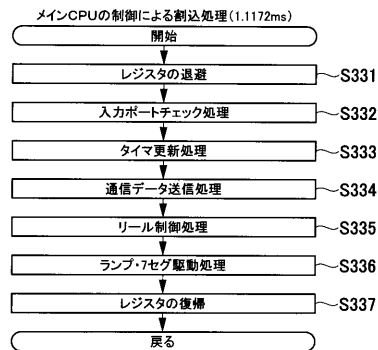 メインCPUの制御による割込処理(1.1172ms)
開始
レジスタの退避 S331
入力ポートチェック処理 S332
タイマ更新処理 S333
通信データ送信処理 S334
リール制御処理 S335
ランプ・7セグ駆動処理 S336
レジスタの復帰 S337
戻る